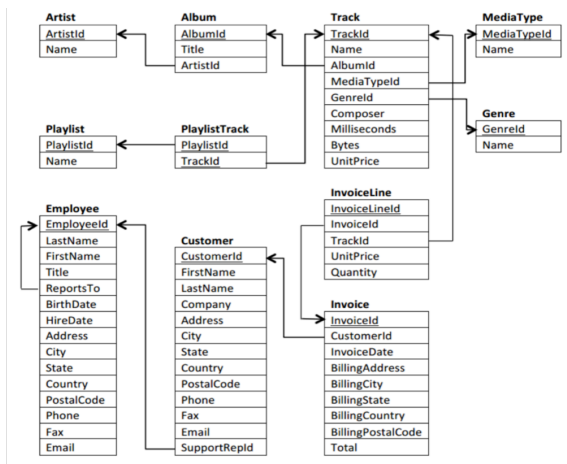 Artist
ArtistId
Name
Album
AlbumId
Title
ArtistId
Track
TrackId
Name
AlbumId
MediaTypeId
GenreId
Composer
Milliseconds
Bytes
UnitPrice
MediaType
MediaTypeId
Name
Genre
GenreId
Name
Playlist
PlaylistId
Name
PlaylistTrack
PlaylistId
TrackId
Employee
EmployeeId
LastName
FirstName
Title
ReportsTo
BirthDate
HireDate
Address
City
State
Country
PostalCode
Phone
Fax
Email
Customer
CustomerId
FirstName
LastName
Company
Address
City
State
Country
PostalCode
Phone
Fax
Email
SupportRepId
InvoiceLine
InvoiceLineId
InvoiceId
TrackId
UnitPrice
Quantity
Invoice
InvoiceId
CustomerId
InvoiceDate
BillingAddress
BillingCity
BillingState
BillingCountry
BillingPostalCode
Total